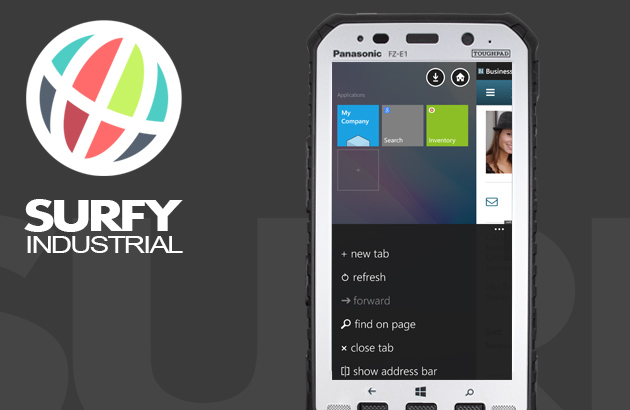 SURFY
INDUSTRIAL
Panasonic FZ-E1 TOUGHPAD
Business
Applications
My
Company
Search
Inventory
+ new tab
refresh
forward
find on page
× close tab
show address bar